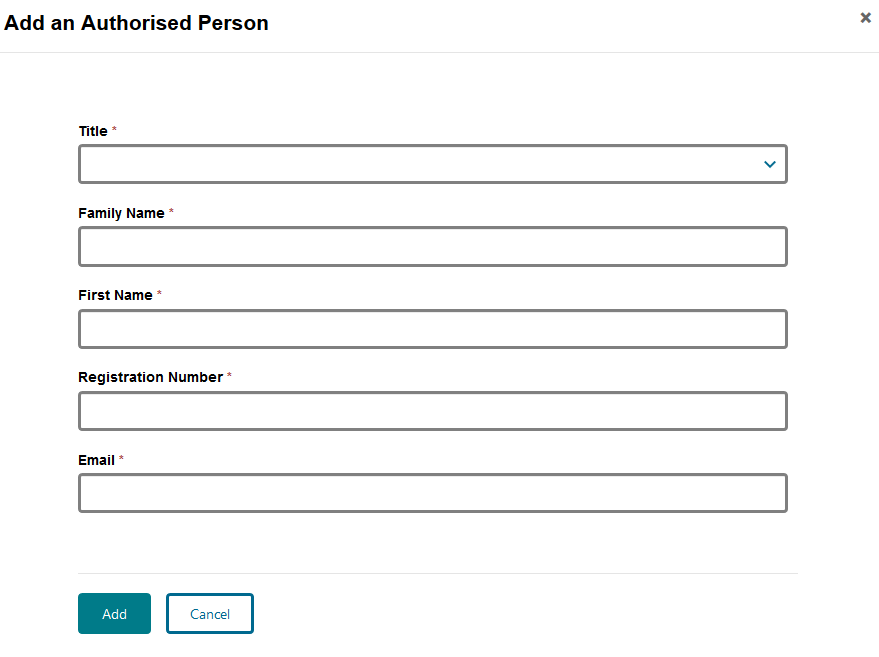 Add an Authorised Person
Title *
Family Name *
First Name *
Registration Number *
Email *
Add
Cancel